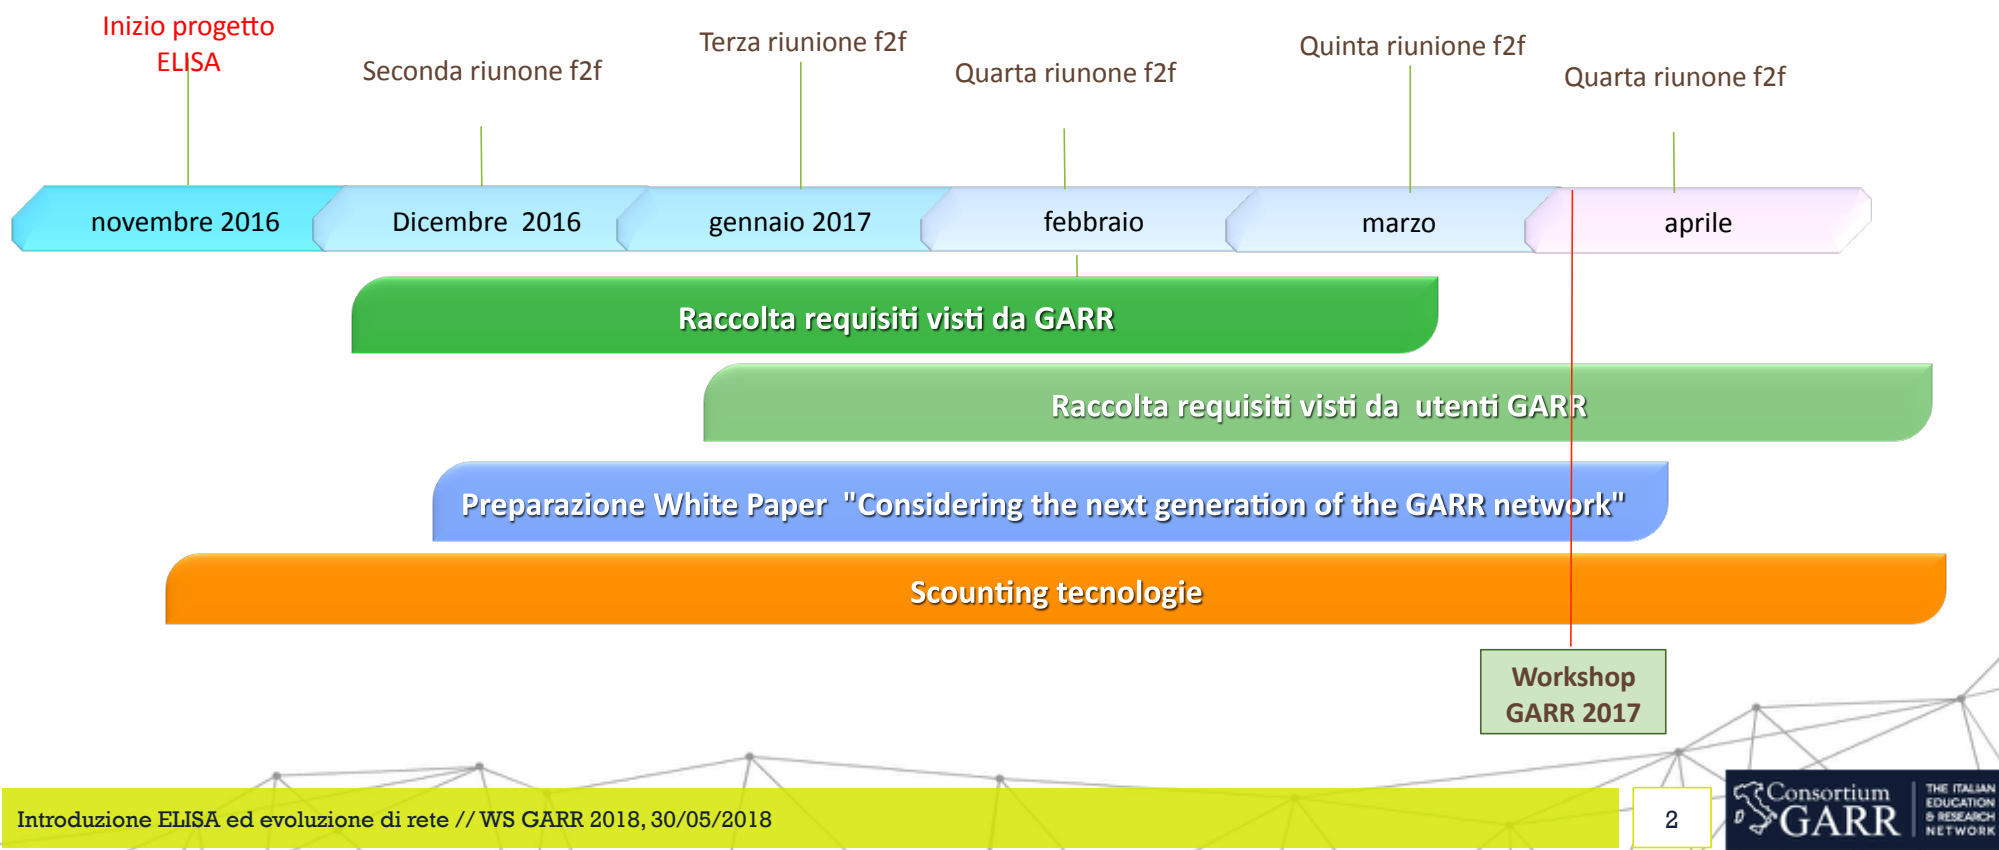 Inizio progetto
ELISA
Seconda riunone f2f
Terza riunione f2f
Quarta riunone f2f
Quinta riunione f2f
Quarta riunone f2f
novembre 2016
Dicembre 2016
gennaio 2017
febbraio
marzo
aprile
Raccolta requisiti visti da GARR
Raccolta requisiti visti da utenti GARR
Preparazione White Paper "Considering the next generation of the GARR network"
Scounting tecnologie
Workshop
GARR 2017
Introduzione ELISA ed evoluzione di rete // WS GARR 2018, 30/05/2018
2
Consortium
GARR
THE ITALIAN
EDUCATION
& RESEARCH
NETWORK